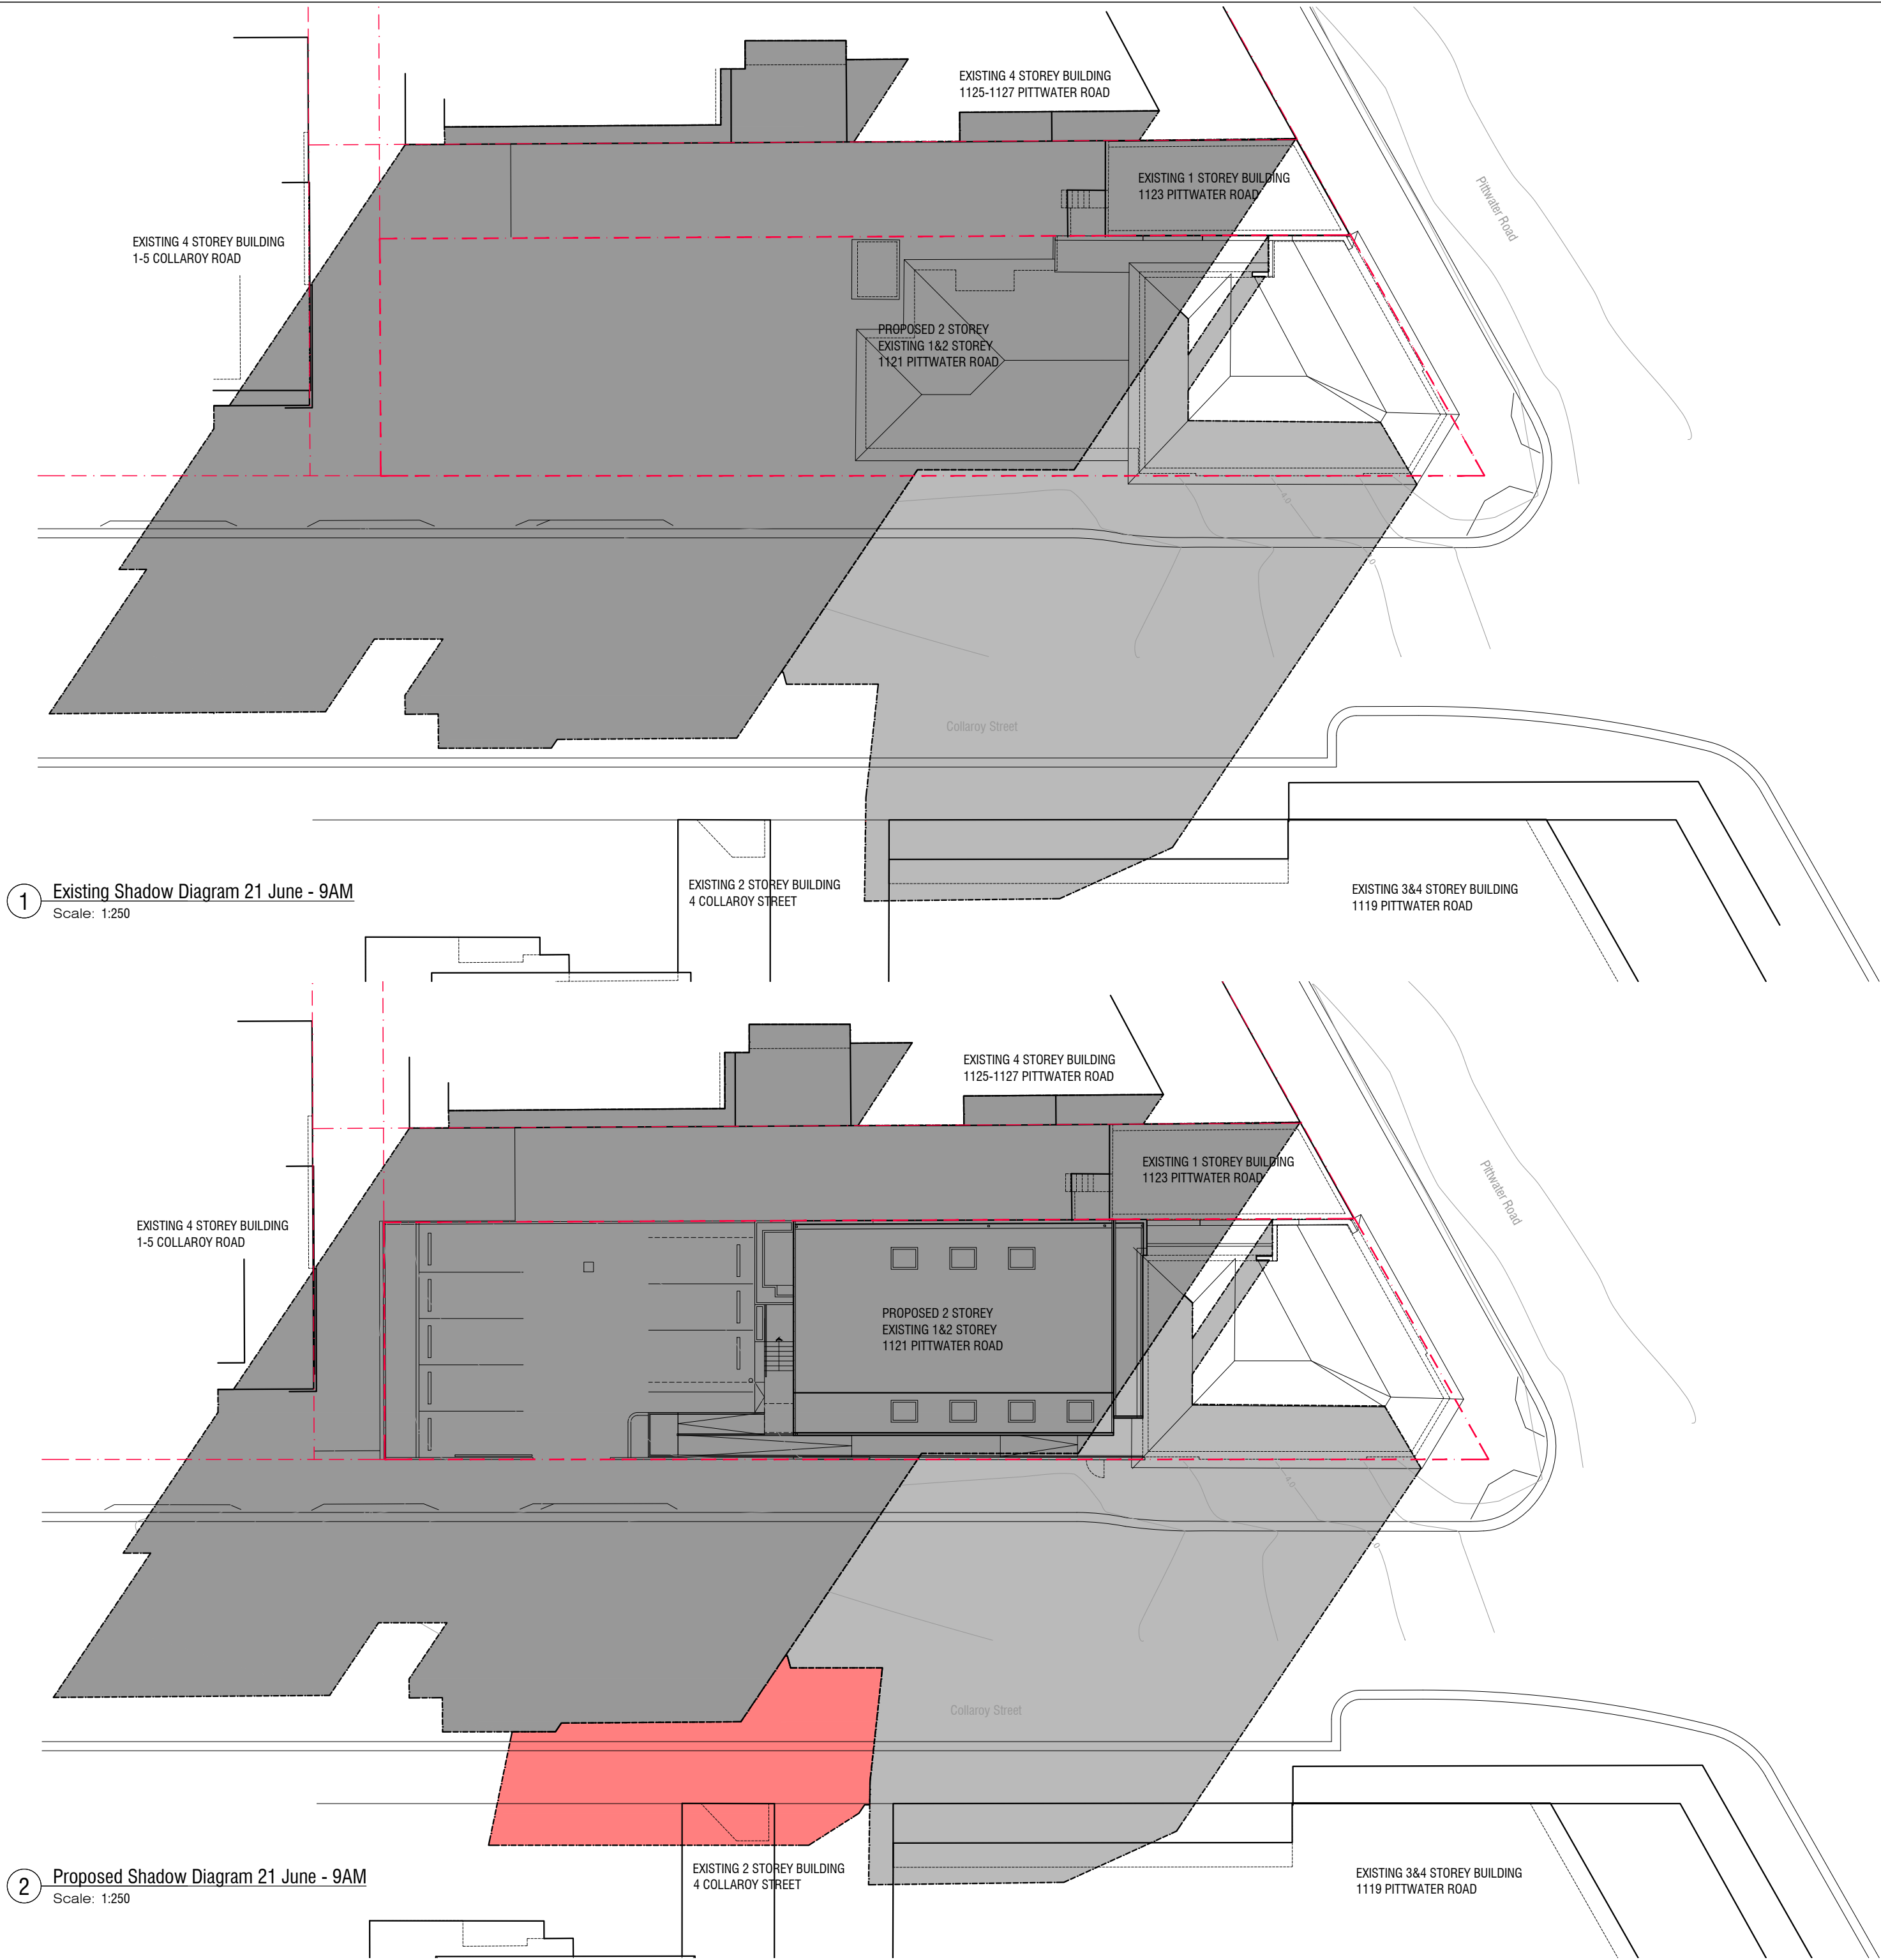 EXISTING 4 STOREY BUILDING
1125-1127 PITTWATER ROAD
EXISTING 1 STOREY BUILDING
1123 PITTWATER ROAD
Pittwater Road
EXISTING 4 STOREY BUILDING
1-5 COLLAROY ROAD
PROPOSED 2 STOREY
EXISTING 1&2 STOREY
1121 PITTWATER ROAD
4.0
Collaroy Street
EXISTING 2 STOREY BUILDING
4 COLLAROY STREET
EXISTING 3&4 STOREY BUILDING
1119 PITTWATER ROAD
1
Existing Shadow Diagram 21 June - 9AM
Scale: 1:250
EXISTING 4 STOREY BUILDING
1125-1127 PITTWATER ROAD
EXISTING 1 STOREY BUILDING
1123 PITTWATER ROAD
Pittwater Road
EXISTING 4 STOREY BUILDING
1-5 COLLAROY ROAD
PROPOSED 2 STOREY
EXISTING 1&2 STOREY
1121 PITTWATER ROAD
4.0
Collaroy Street
EXISTING 2 STOREY BUILDING
4 COLLAROY STREET
EXISTING 3&4 STOREY BUILDING
1119 PITTWATER ROAD
2
Proposed Shadow Diagram 21 June - 9AM
Scale: 1:250